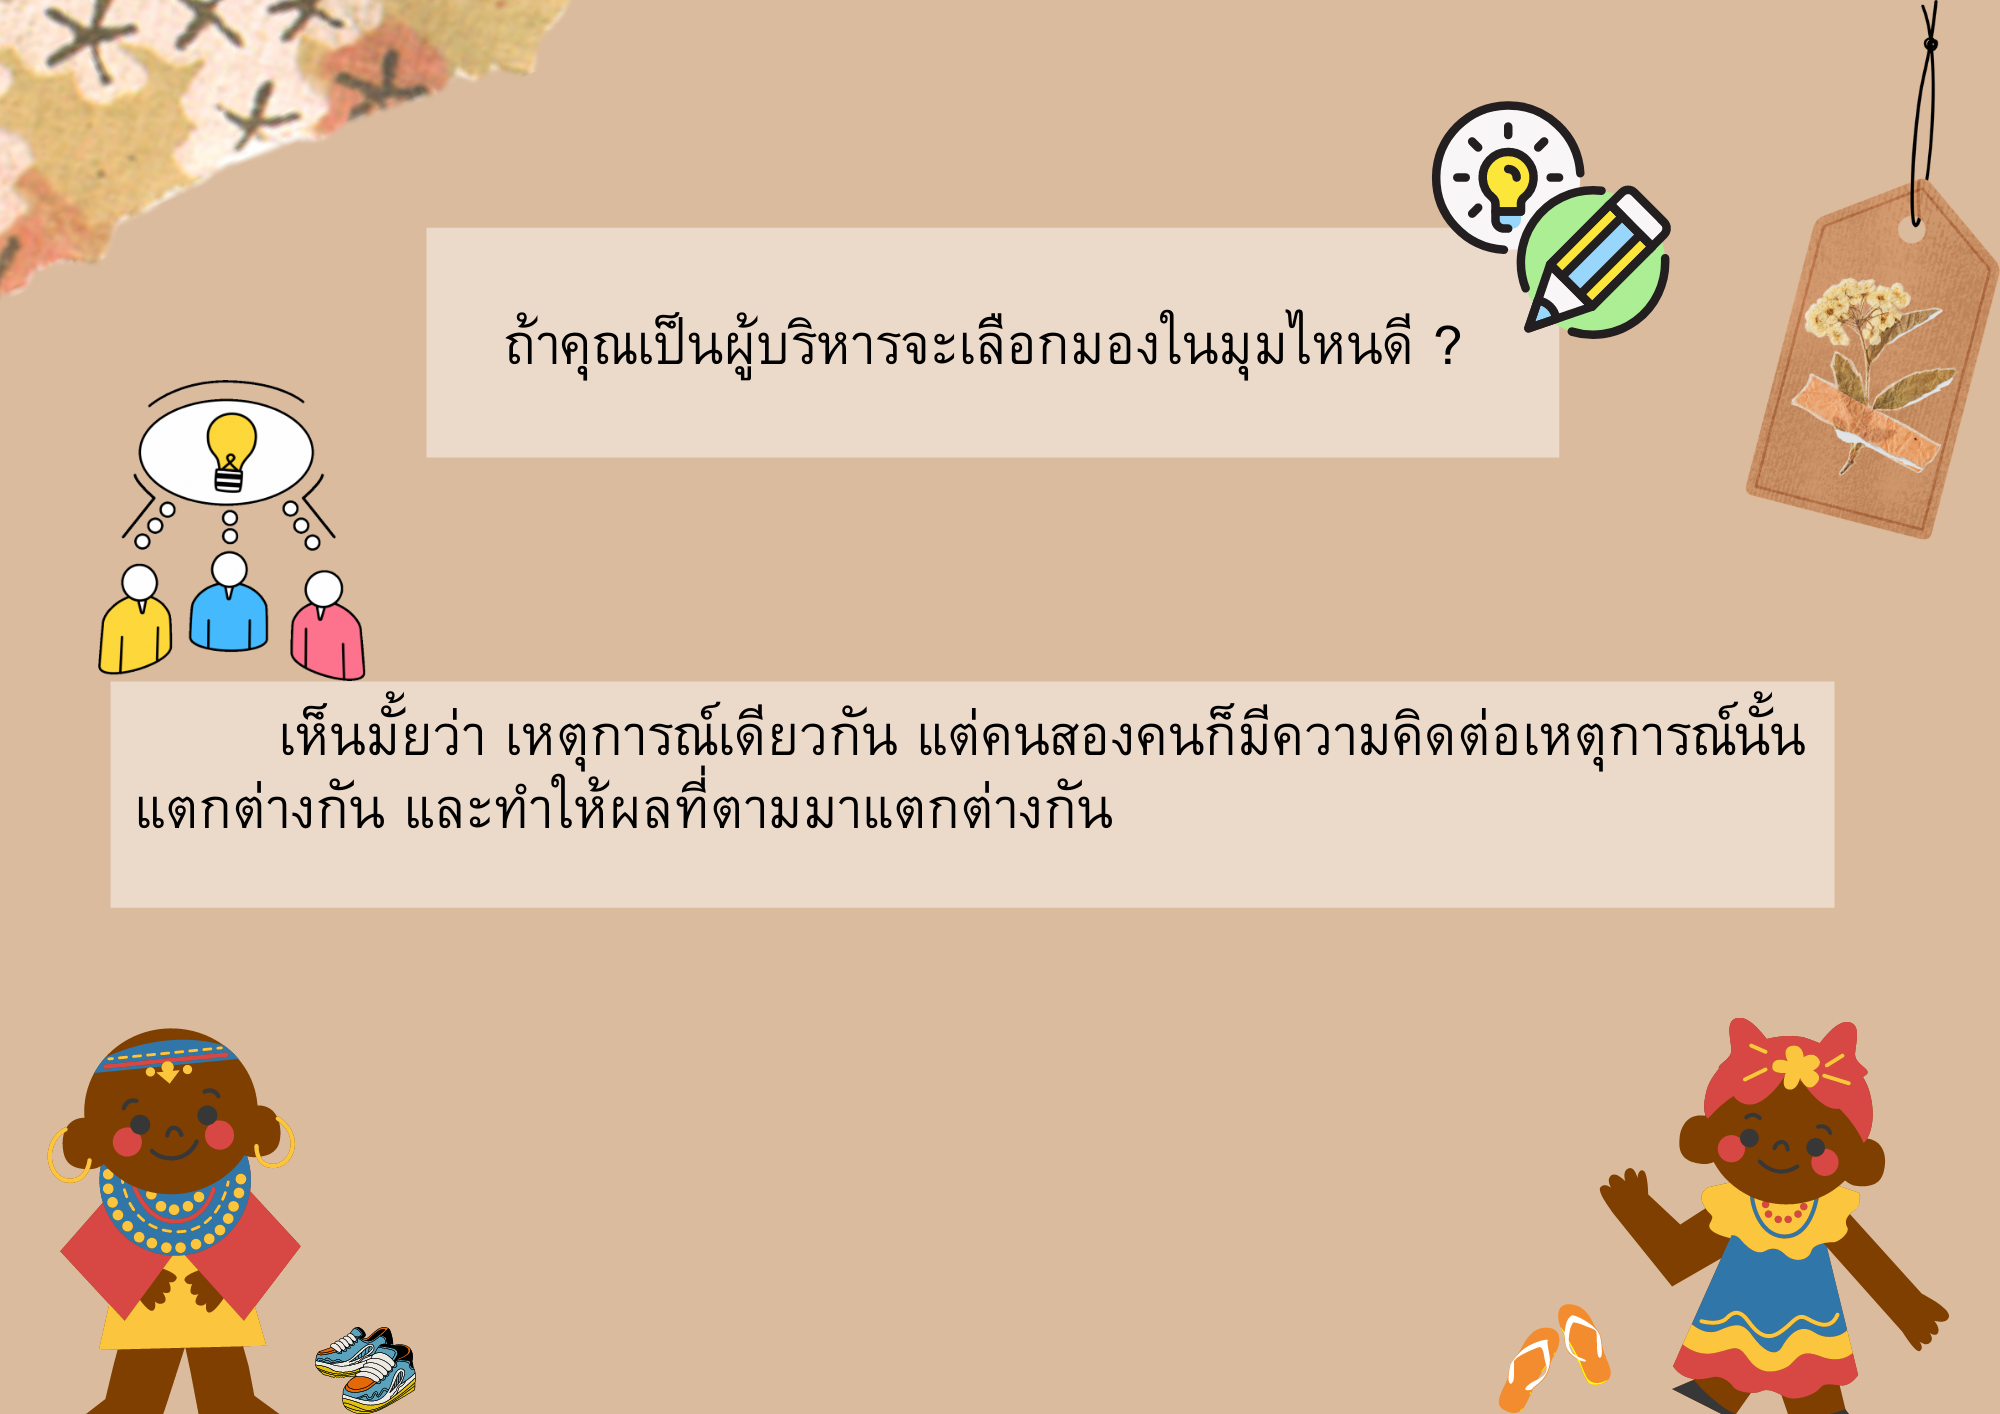 ถ้าคุณเป็นผู้บริหารจะเลือกมองในมุมไหนดี ?
เห็นมั้ยว่า เหตุการณ์เดียวกัน แต่คนสองคนก็มีความคิดต่อเหตุการณ์นั้น
แตกต่างกัน และทำให้ผลที่ตามมาแตกต่างกัน